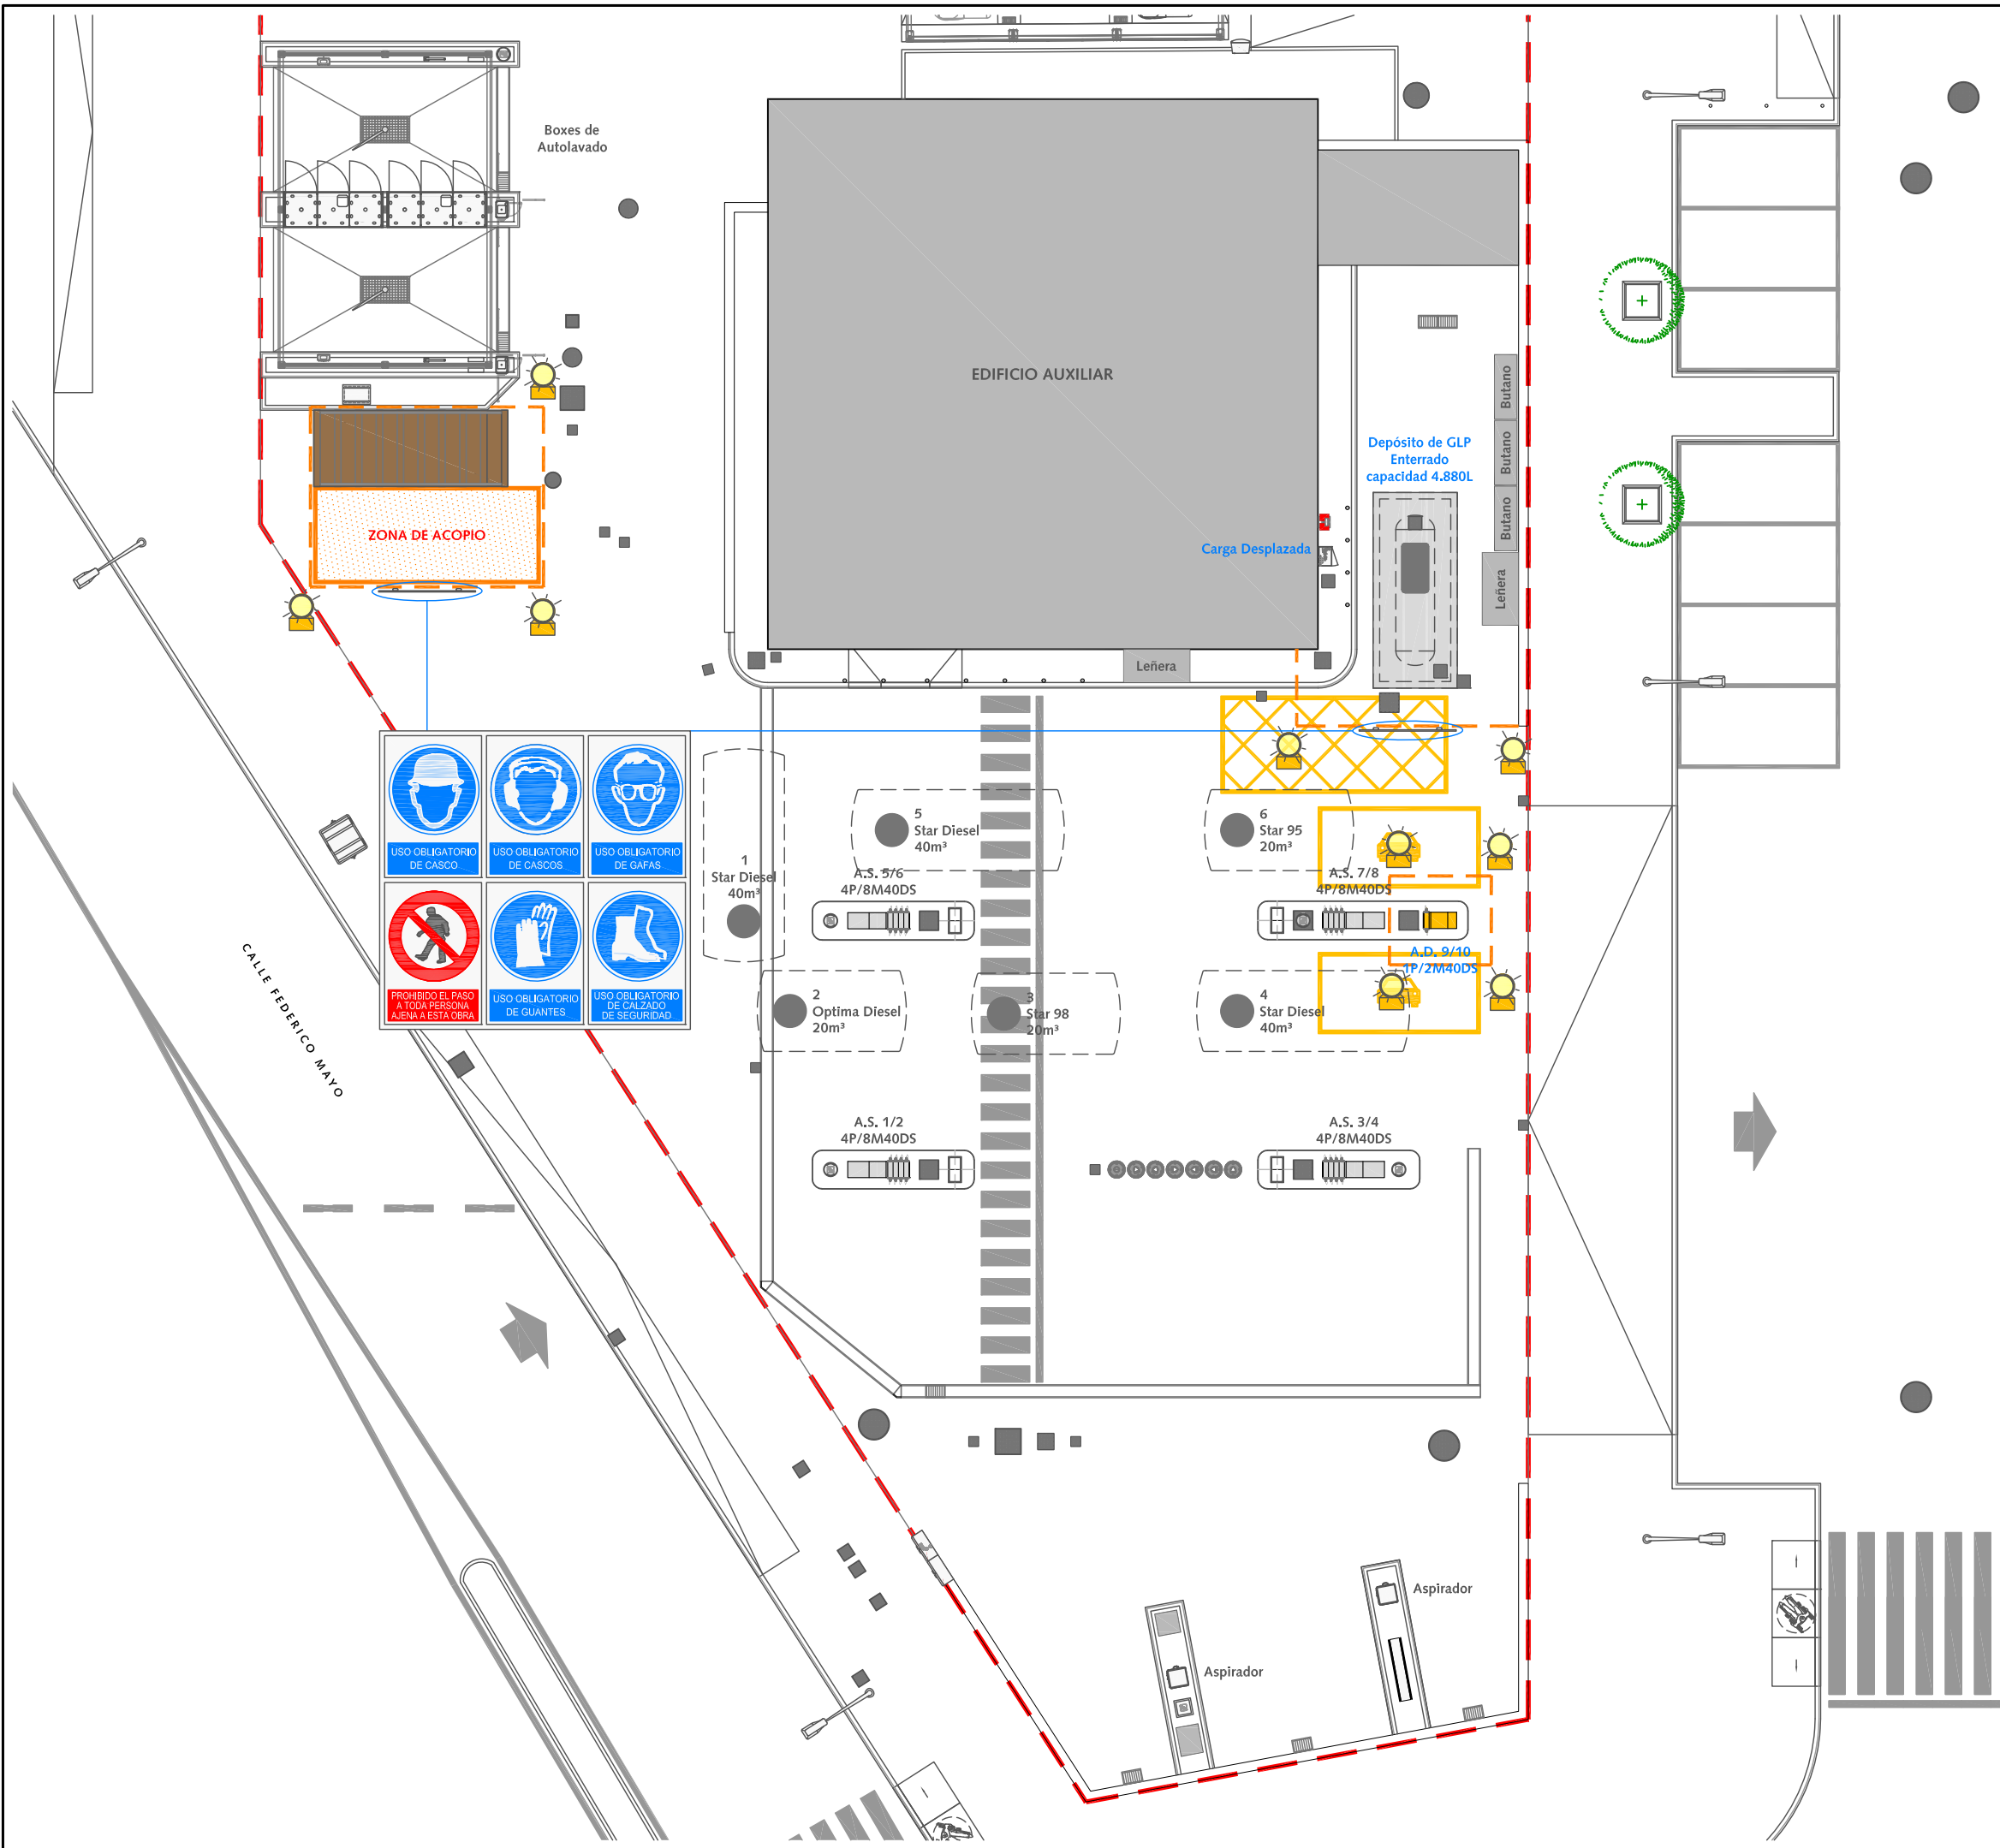 Boxes de
Autolavado
EDIFICIO AUXILIAR
Butano
Butano
Butano
Leñera
Depósito de GLP
Enterrado
capacidad 4.880L
Carga Desplazada
ZONA DE ACOPIO
Leñera
USO OBLIGATORIO
DE CASCO
USO OBLIGATORIO
DE CASCOS
USO OBLIGATORIO
DE GAFAS
PROHIBIDO EL PASO
A TODA PERSONA
AJENA A ESTA OBRA
USO OBLIGATORIO
DE GUANTES
USO OBLIGATORIO
DE CALZADO
DE SEGURIDAD
1
Star Diesel
40m³
5
Star Diesel
40m³
6
Star 95
20m³
A.S. 5/6
4P/8M40DS
A.S. 7/8
4P/8M40DS
A.D. 9/10
1P/2M40DS
2
Optima Diesel
20m³
3
Star 98
20m³
4
Star Diesel
40m³
CALLE FEDERICO MAYO
A.S. 1/2
4P/8M40DS
A.S. 3/4
4P/8M40DS
Aspirador
Aspirador